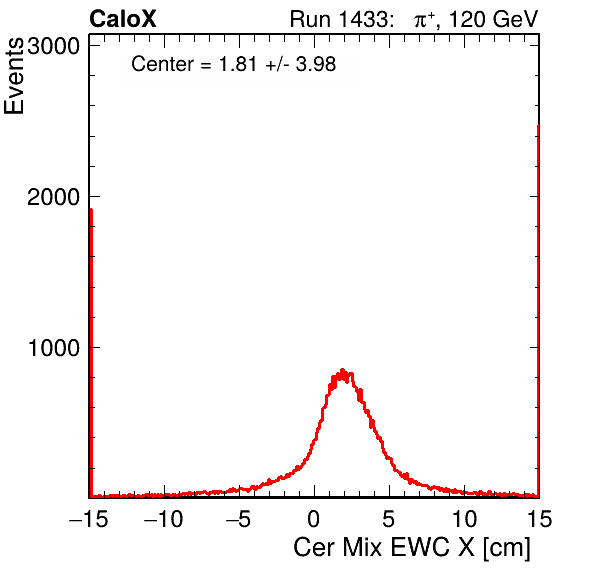 CaloX
Run 1433: π⁺, 120 GeV
Events
Center = 1.81 +/- 3.98
3000
2000
1000
−15 −10 −5 0 5 10 15
Cer Mix EWC X [cm]